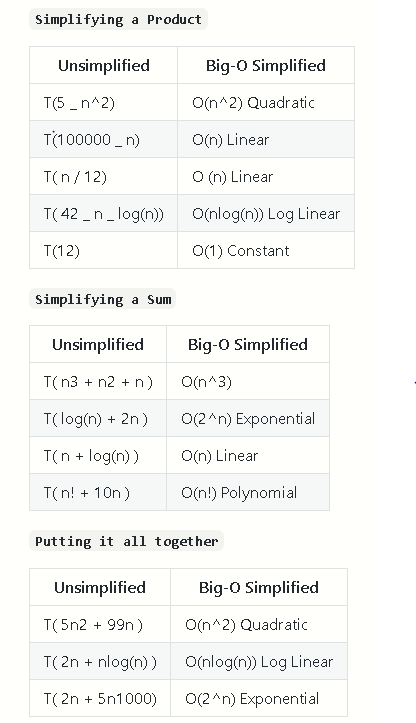 Simplifying a Product
Unsimplified Big-O Simplified
T(5 _ n^2) O(n^2) Quadratic
T(100000 _ n) O(n) Linear
T( n / 12) O (n) Linear
T( 42 _ n _ log(n)) O(nlog(n)) Log Linear
T(12) O(1) Constant
Simplifying a Sum
Unsimplified Big-O Simplified
T( n3 + n2 + n ) O(n^3)
T( log(n) + 2n ) O(2^n) Exponential
T( n + log(n) ) O(n) Linear
T( n! + 10n ) O(n!) Polynomial
Putting it all together
Unsimplified Big-O Simplified
T( 5n2 + 99n ) O(n^2) Quadratic
T( 2n + nlog(n) ) O(nlog(n)) Log Linear
T( 2n + 5n1000) O(2^n) Exponential